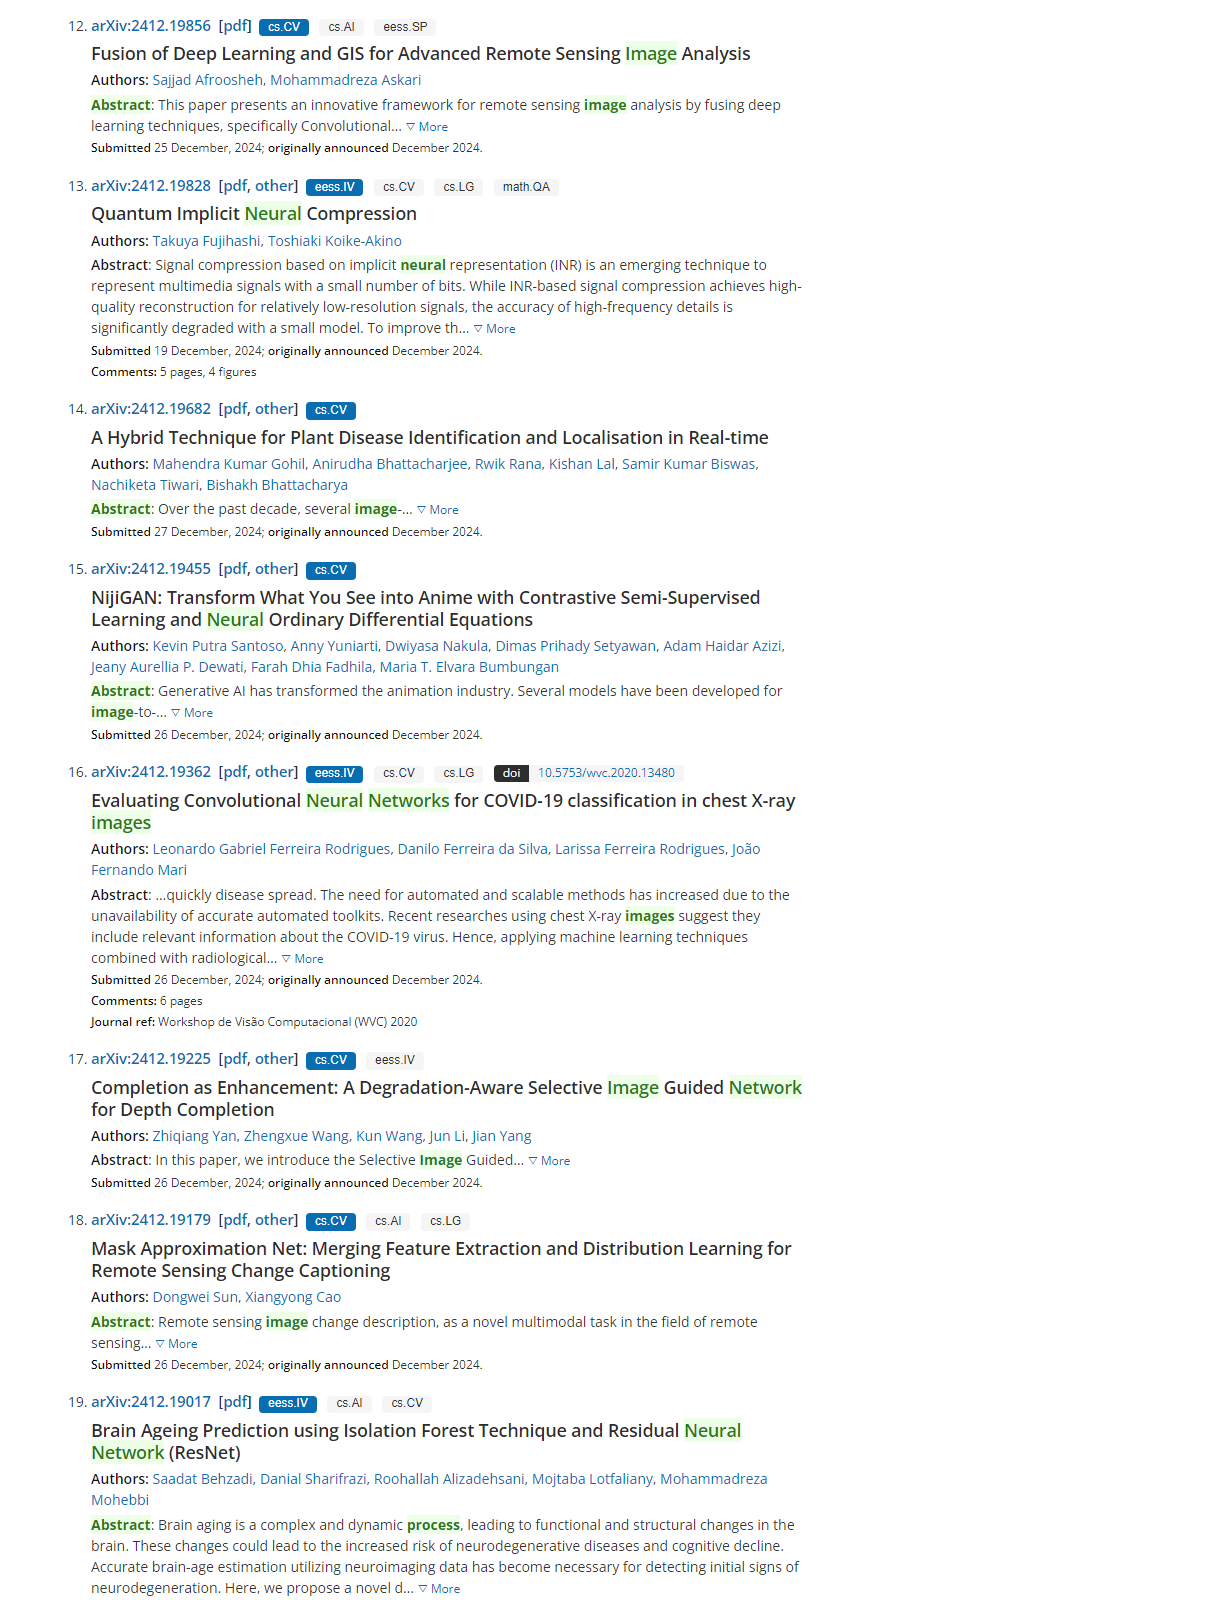 12. arXiv:2412.19856 [pdf] cs.CV cs.AI eess.SP
Fusion of Deep Learning and GIS for Advanced Remote Sensing Image Analysis
Authors: Sajjad Afroosheh, Mohammadreza Askari
Abstract: This paper presents an innovative framework for remote sensing image analysis by fusing deep
learning techniques, specifically Convolutional... ▽ More
Submitted 25 December, 2024; originally announced December 2024.
13. arXiv:2412.19828 [pdf, other] eess.IV cs.CV cs.LG math.QA
Quantum Implicit Neural Compression
Authors: Takuya Fujihashi, Toshiaki Koike-Akino
Abstract: Signal compression based on implicit neural representation (INR) is an emerging technique to
represent multimedia signals with a small number of bits. While INR-based signal compression achieves high-
quality reconstruction for relatively low-resolution signals, the accuracy of high-frequency details is
significantly degraded with a small model. To improve th... ▽ More
Submitted 19 December, 2024; originally announced December 2024.
Comments: 5 pages, 4 figures
14. arXiv:2412.19682 [pdf, other] cs.CV
A Hybrid Technique for Plant Disease Identification and Localisation in Real-time
Authors: Mahendra Kumar Gohil, Anirudha Bhattacharjee, Rwik Rana, Kishan Lal, Samir Kumar Biswas,
Nachiketa Tiwari, Bishakh Bhattacharya
Abstract: Over the past decade, several image-... ▽ More
Submitted 27 December, 2024; originally announced December 2024.
15. arXiv:2412.19455 [pdf, other] cs.CV
NijiGAN: Transform What You See into Anime with Contrastive Semi-Supervised
Learning and Neural Ordinary Differential Equations
Authors: Kevin Putra Santoso, Anny Yuniarti, Dwiyasa Nakula, Dimas Prihady Setyawan, Adam Haidar Azizi,
Jeany Aurellia P. Dewati, Farah Dhia Fadhila, Maria T. Elvara Bumbungan
Abstract: Generative AI has transformed the animation industry. Several models have been developed for
image-to-... ▽ More
Submitted 26 December, 2024; originally announced December 2024.
16. arXiv:2412.19362 [pdf, other] eess.IV cs.CV cs.LG doi 10.5753/wvc.2020.13480
Evaluating Convolutional Neural Networks for COVID-19 classification in chest X-ray
images
Authors: Leonardo Gabriel Ferreira Rodrigues, Danilo Ferreira da Silva, Larissa Ferreira Rodrigues, João
Fernando Mari
Abstract: ...quickly disease spread. The need for automated and scalable methods has increased due to the
unavailability of accurate automated toolkits. Recent researches using chest X-ray images suggest they
include relevant information about the COVID-19 virus. Hence, applying machine learning techniques
combined with radiological... ▽ More
Submitted 26 December, 2024; originally announced December 2024.
Comments: 6 pages
Journal ref: Workshop de Visão Computacional (WVC) 2020
17. arXiv:2412.19225 [pdf, other] cs.CV eess.IV
Completion as Enhancement: A Degradation-Aware Selective Image Guided Network
for Depth Completion
Authors: Zhiqiang Yan, Zhengxue Wang, Kun Wang, Jun Li, Jian Yang
Abstract: In this paper, we introduce the Selective Image Guided... ▽ More
Submitted 26 December, 2024; originally announced December 2024.
18. arXiv:2412.19179 [pdf, other] cs.CV cs.AI cs.LG
Mask Approximation Net: Merging Feature Extraction and Distribution Learning for
Remote Sensing Change Captioning
Authors: Dongwei Sun, Xiangyong Cao
Abstract: Remote sensing image change description, as a novel multimodal task in the field of remote
sensing... ▽ More
Submitted 26 December, 2024; originally announced December 2024.
19. arXiv:2412.19017 [pdf] eess.IV cs.AI cs.CV
Brain Ageing Prediction using Isolation Forest Technique and Residual Neural
Network (ResNet)
Authors: Saadat Behzadi, Danial Sharifrazi, Roohallah Alizadehsani, Mojtaba Lotfaliany, Mohammadreza
Mohebbi
Abstract: Brain aging is a complex and dynamic process, leading to functional and structural changes in the
brain. These changes could lead to the increased risk of neurodegenerative diseases and cognitive decline.
Accurate brain-age estimation utilizing neuroimaging data has become necessary for detecting initial signs of
neurodegeneration. Here, we propose a novel d... ▽ More